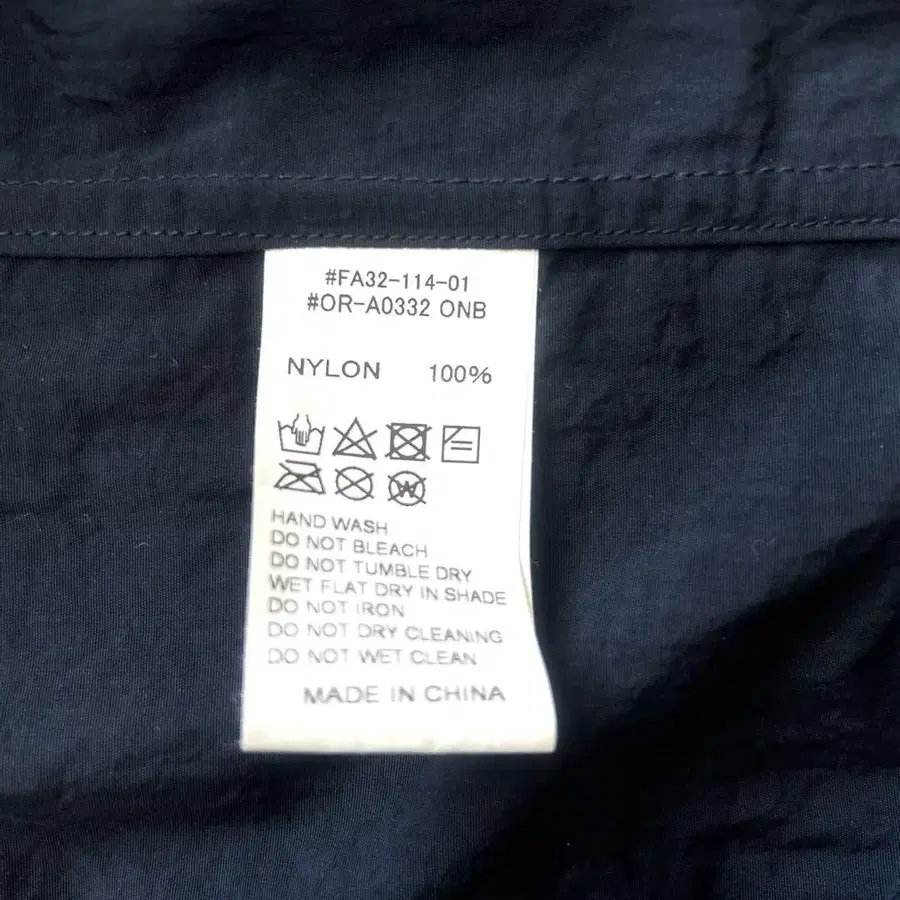 #FA32-114-01
#OR-A0332 ONB
NYLON 100%
W
HAND WASH
DO NOT BLEACH
DO NOT TUMBLE DRY
WET FLAT DRY IN SHADE
DO NOT IRON
DO NOT DRY CLEANING
DO NOT WET CLEAN
MADE IN CHINA